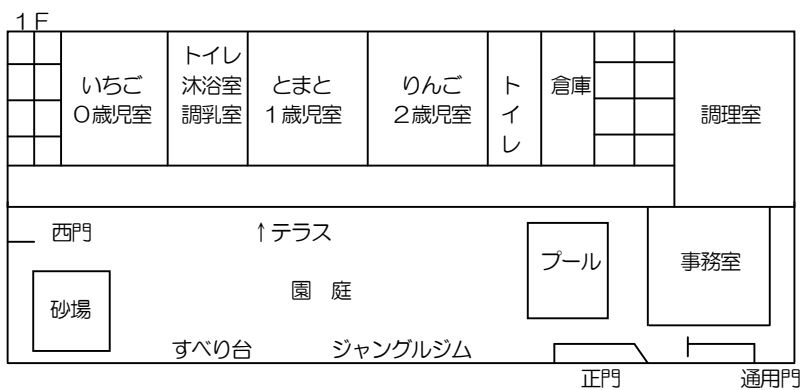 １Ｆ
いちご
０歳児室
トイレ
沐浴室
調乳室
とまと
１歳児室
りんご
２歳児室
トイレ
倉庫
調理室
西門
↑テラス
プール
事務室
園　庭
砂場
すべり台
ジャングルジム
正門
通用門